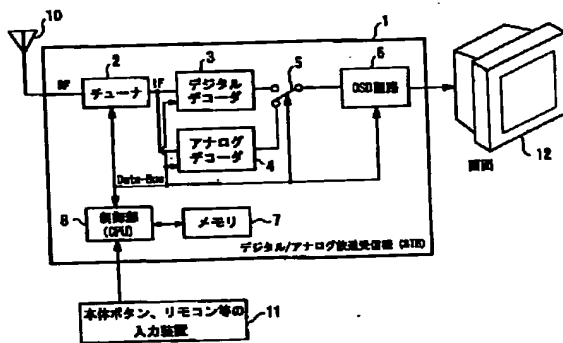 10
1
RF
2
チューナ
IF
3
デジタル
デコーダ
5
6
OSD回路
アナログ
デコーダ
4
画面
12
Data-Bus
8
制御部
(CPU)
メモリ
7
デジタル/アナログ放送受信機 (STB)
本体ボタン、リモコン等の
入力装置
11